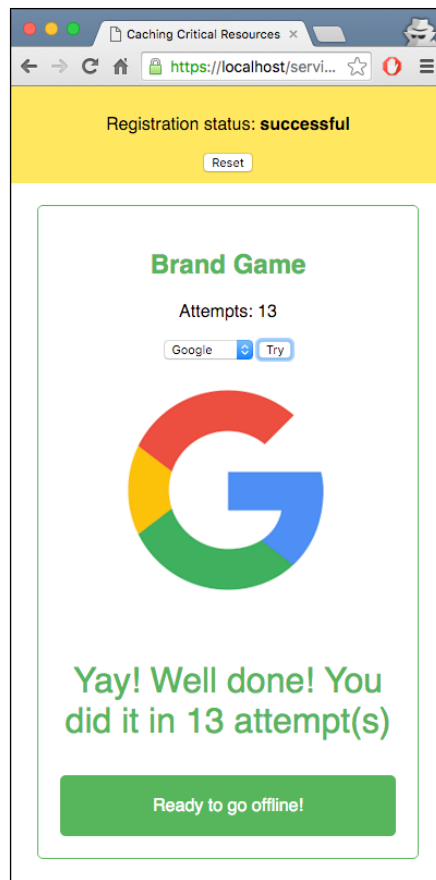 Caching Critical Resources
https://localhost/servi...
Registration status: successful
Reset
Brand Game
Attempts: 13
Google Try
Yay! Well done! You
did it in 13 attempt(s)
Ready to go offline!